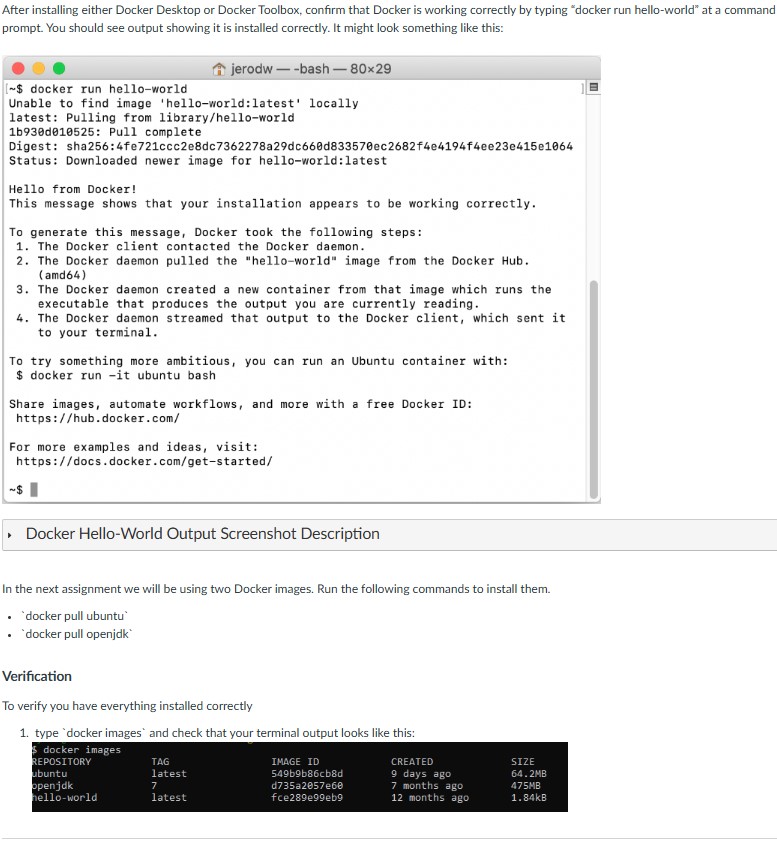 After installing either Docker Desktop or Docker Toolbox, confirm that Docker is working correctly by typing "docker run hello-world" at a command
prompt. You should see output showing it is installed correctly. It might look something like this:
jerodw — -bash — 80×29
[~$ docker run hello-world ]
Unable to find image 'hello-world:latest' locally
latest: Pulling from library/hello-world
1b930d010525: Pull complete
Digest: sha256:4fe721ccc2e8dc7362278a29dc660d833570ec2682f4e4194f4ee23e415e1064
Status: Downloaded newer image for hello-world:latest
Hello from Docker!
This message shows that your installation appears to be working correctly.
To generate this message, Docker took the following steps:
1. The Docker client contacted the Docker daemon.
2. The Docker daemon pulled the "hello-world" image from the Docker Hub.
(amd64)
3. The Docker daemon created a new container from that image which runs the
executable that produces the output you are currently reading.
4. The Docker daemon streamed that output to the Docker client, which sent it
to your terminal.
To try something more ambitious, you can run an Ubuntu container with:
$ docker run -it ubuntu bash
Share images, automate workflows, and more with a free Docker ID:
https://hub.docker.com/
For more examples and ideas, visit:
https://docs.docker.com/get-started/
~$
Docker Hello-World Output Screenshot Description
In the next assignment we will be using two Docker images. Run the following commands to install them.
• `docker pull ubuntu`
• `docker pull openjdk`
Verification
To verify you have everything installed correctly
1. type `docker images` and check that your terminal output looks like this:
$ docker images
REPOSITORY TAG IMAGE ID CREATED SIZE
ubuntu latest 549b9b86cb8d 9 days ago 64.2MB
openjdk 7 d735a2057e60 7 months ago 475MB
hello-world latest fce289e99eb9 12 months ago 1.84kB